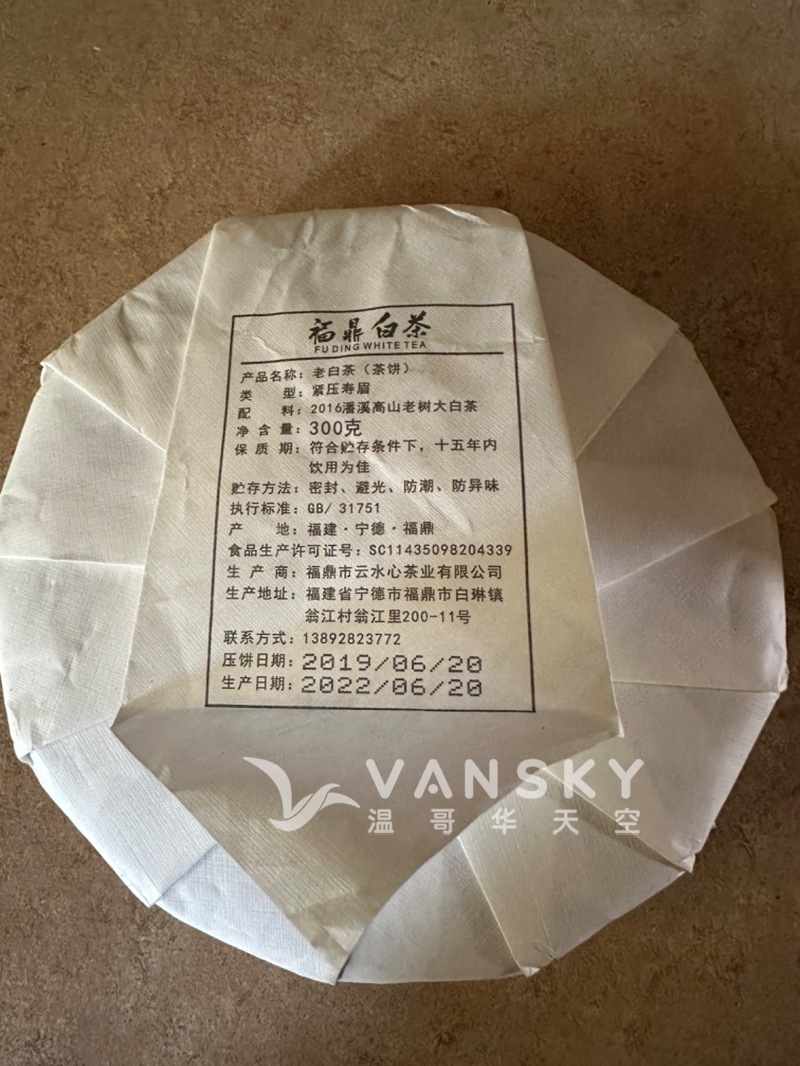 福鼎白茶
FUDING WHITE TEA
产品名称：老白茶（茶饼）
类 型：紧压寿眉
配 料：2016潘溪高山老树大白茶
净 含 量：300克
保 质 期：符合贮存条件下，十五年内
饮用为佳
贮存方法：密封、避光、防潮、防异味
执行标准：GB/ 31751
产 地：福建·宁德·福鼎
食品生产许可证号：SC11435098204339
生 产 商：福鼎市云水心茶业有限公司
生产地址：福建省宁德市福鼎市白琳镇
翁江村翁江里200-11号
联系方式：13892823772
压饼日期：2019/06/20
生产日期：2022/06/20
VANSKY
温哥华天空